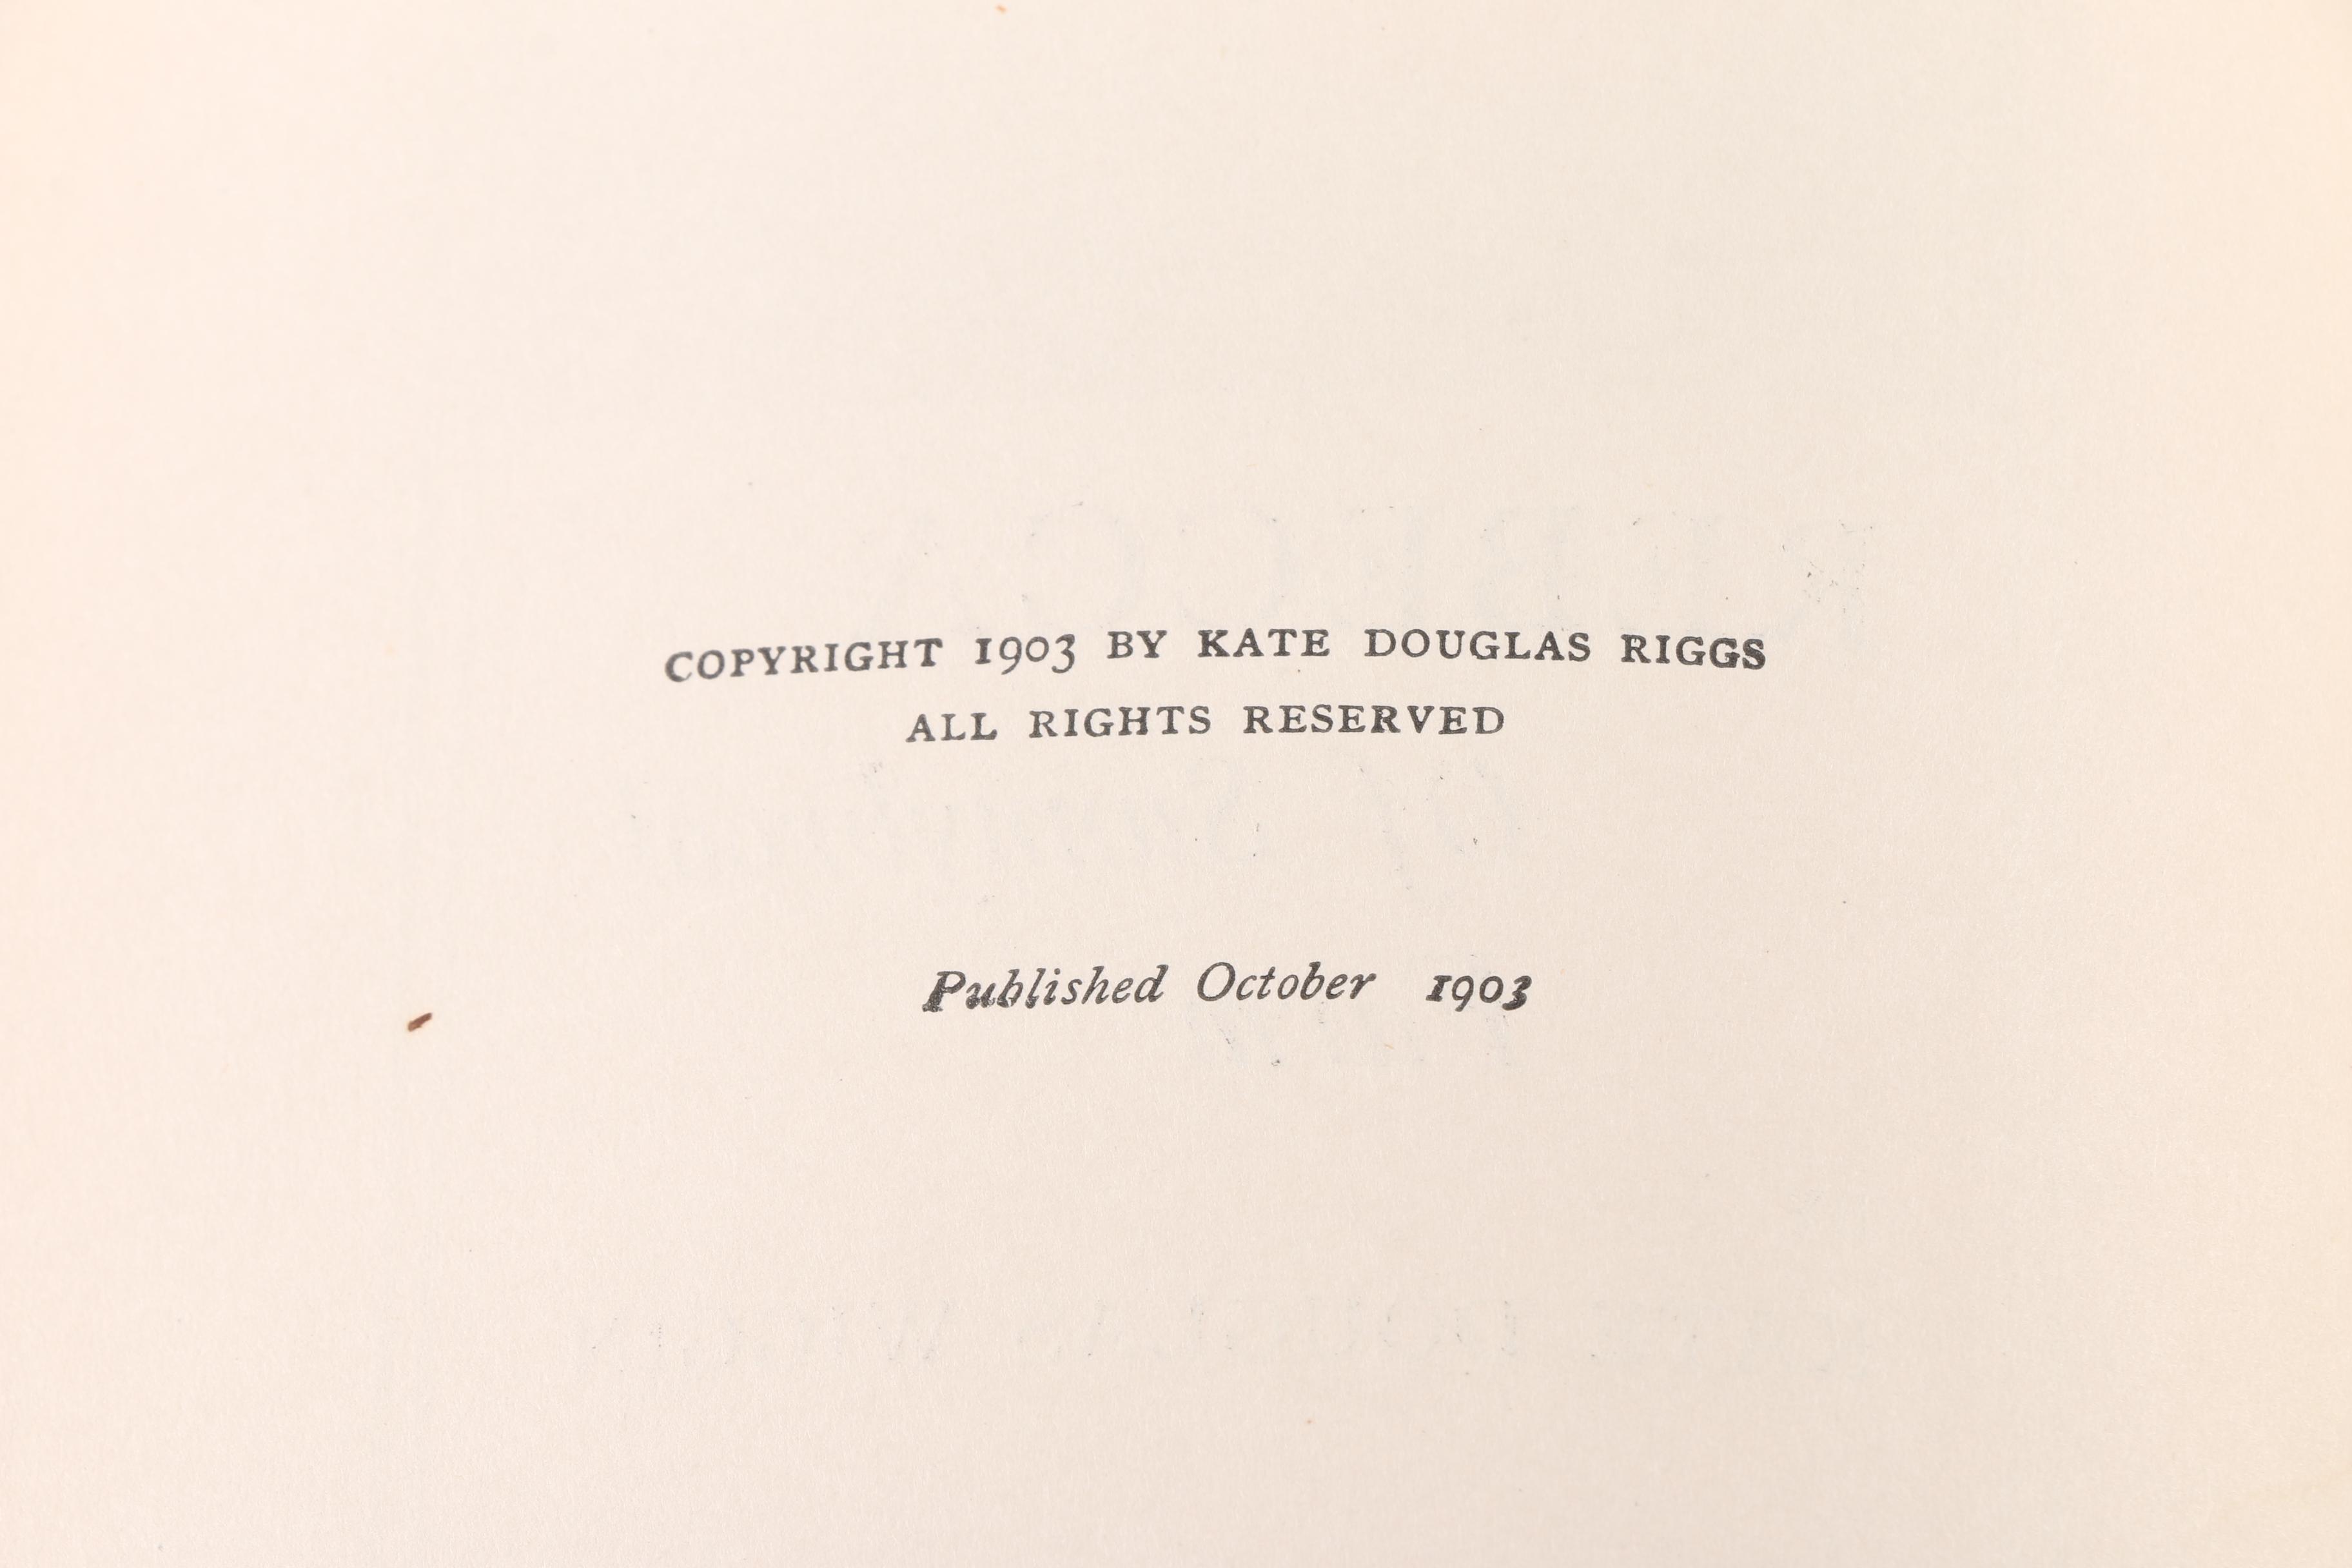 COPYRIGHT 1903 BY KATE DOUGLAS RIGGS
ALL RIGHTS RESERVED
Published October 1903